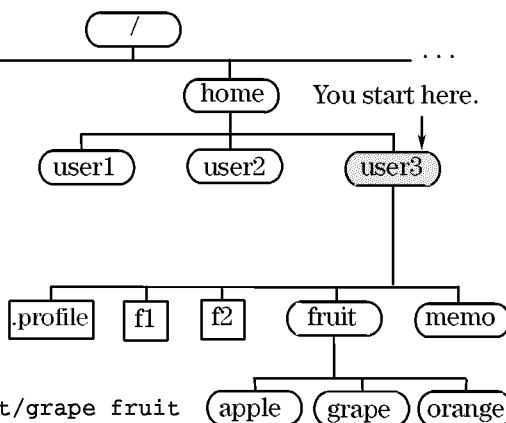 /
. . .
home
You start here.
user1
user2
user3
.profile
f1
f2
fruit
memo
t/grape fruit
apple
grape
orange